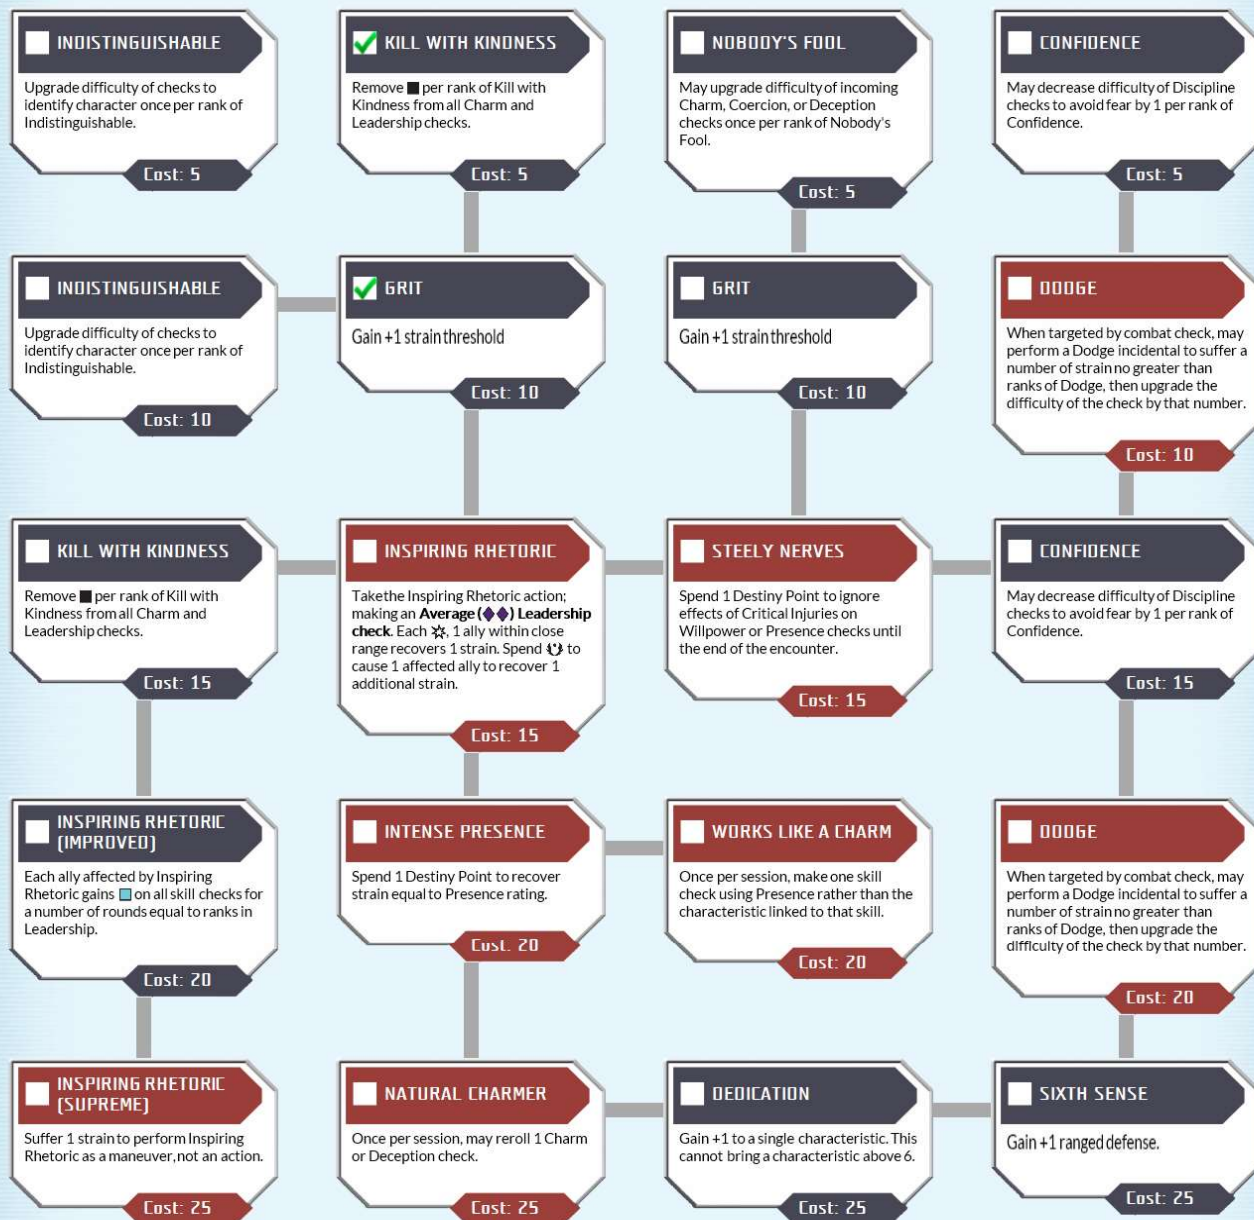 INDISTINGUISHABLE
Upgrade difficulty of checks to
identify character once per rank of
Indistinguishable.
Cost: 5
KILL WITH KINDNESS
Remove ■ per rank of Kill with
Kindness from all Charm and
Leadership checks.
Cost: 5
NOBODY'S FOOL
May upgrade difficulty of incoming
Charm, Coercion, or Deception
checks once per rank of Nobody's
Fool.
Cost: 5
CONFIDENCE
May decrease difficulty of Discipline
checks to avoid fear by 1 per rank of
Confidence.
Cost: 5
INDISTINGUISHABLE
Upgrade difficulty of checks to
identify character once per rank of
Indistinguishable.
Cost: 10
GRIT
Gain +1 strain threshold
Cost: 10
GRIT
Gain +1 strain threshold
Cost: 10
DODGE
When targeted by combat check, may
perform a Dodge incidental to suffer a
number of strain no greater than
ranks of Dodge, then upgrade the
difficulty of the check by that number.
Cost: 10
KILL WITH KINDNESS
Remove ■ per rank of Kill with
Kindness from all Charm and
Leadership checks.
Cost: 15
INSPIRING RHETORIC
Takethe Inspiring Rhetoric action;
making an Average (♦♦) Leadership
check. Each , 1 ally within close
range recovers 1 strain. Spend to
cause 1 affected ally to recover 1
additional strain.
Cost: 15
STEELY NERVES
Spend 1 Destiny Point to ignore
effects of Critical Injuries on
Willpower or Presence checks until
the end of the encounter.
Cost: 15
CONFIDENCE
May decrease difficulty of Discipline
checks to avoid fear by 1 per rank of
Confidence.
Cost: 15
INSPIRING RHETORIC
(IMPROVED)
Each ally affected by Inspiring
Rhetoric gains ■ on all skill checks for
a number of rounds equal to ranks in
Leadership.
Cost: 20
INTENSE PRESENCE
Spend 1 Destiny Point to recover
strain equal to Presence rating.
Cost: 20
WORKS LIKE A CHARM
Once per session, make one skill
check using Presence rather than the
characteristic linked to that skill.
Cost: 20
DODGE
When targeted by combat check, may
perform a Dodge incidental to suffer a
number of strain no greater than
ranks of Dodge, then upgrade the
difficulty of the check by that number.
Cost: 20
INSPIRING RHETORIC
(SUPREME)
Suffer 1 strain to perform Inspiring
Rhetoric as a maneuver, not an action.
Cost: 25
NATURAL CHARMER
Once per session, may reroll 1 Charm
or Deception check.
Cost: 25
DEDICATION
Gain +1 to a single characteristic. This
cannot bring a characteristic above 6.
Cost: 25
SIXTH SENSE
Gain +1 ranged defense.
Cost: 25